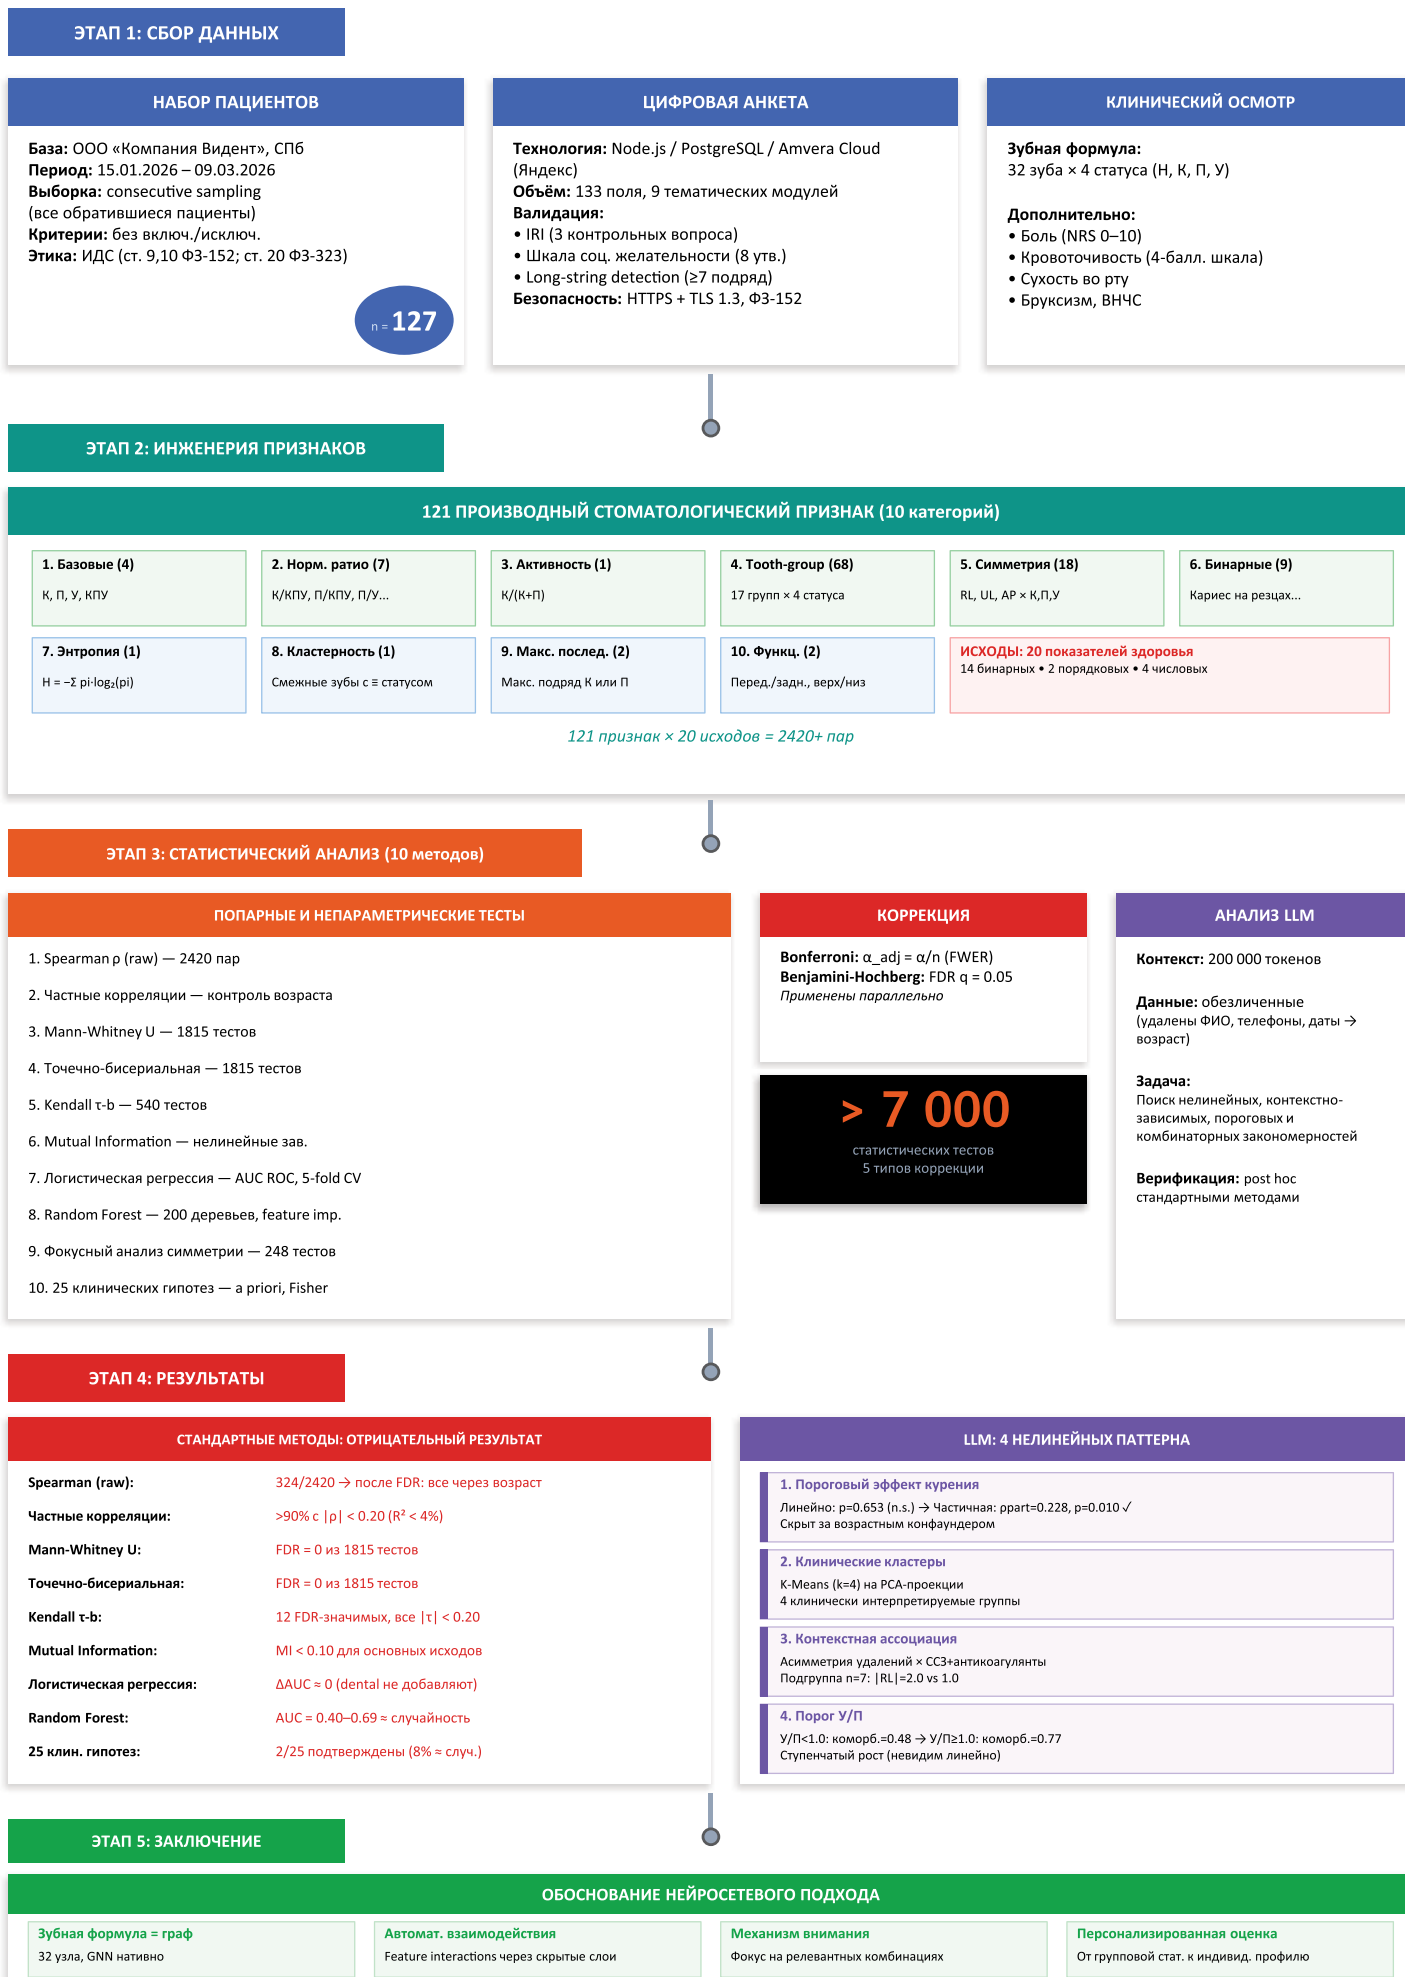 ЭТАП 1: СБОР ДАННЫХ
НАБОР ПАЦИЕНТОВ
База: ООО «Компания Видент», СПб
Период: 15.01.2026 – 09.03.2026
Выборка: consecutive sampling
(все обратившиеся пациенты)
Критерии: без включ./исключ.
Этика: ИДС (ст. 9,10 ФЗ-152; ст. 20 ФЗ-323)
n = 127
ЦИФРОВАЯ АНКЕТА
Технология: Node.js / PostgreSQL / Amvera Cloud
(Яндекс)
Объём: 133 поля, 9 тематических модулей
Валидация:
• IRI (3 контрольных вопроса)
• Шкала соц. желательности (8 утв.)
• Long-string detection (≥7 подряд)
Безопасность: HTTPS + TLS 1.3, ФЗ-152
КЛИНИЧЕСКИЙ ОСМОТР
Зубная формула:
32 зуба × 4 статуса (Н, К, П, У)
Дополнительно:
• Боль (NRS 0–10)
• Кровоточивость (4-балл. шкала)
• Сухость во рту
• Бруксизм, ВНЧС
ЭТАП 2: ИНЖЕНЕРИЯ ПРИЗНАКОВ
121 ПРОИЗВОДНЫЙ СТОМАТОЛОГИЧЕСКИЙ ПРИЗНАК (10 категорий)
1. Базовые (4)
К, П, У, КПУ
2. Норм. ратио (7)
К/КПУ, П/КПУ, П/У...
3. Активность (1)
К/(К+П)
4. Tooth-group (68)
17 групп × 4 статуса
5. Симметрия (18)
RL, UL, AP × К,П,У
6. Бинарные (9)
Кариес на резцах...
7. Энтропия (1)
H = −Σ pi·log₂(pi)
8. Кластерность (1)
Смежные зубы с ≡ статусом
9. Макс. послед. (2)
Макс. подряд К или П
10. Функц. (2)
Перед./задн., верх/низ
ИСХОДЫ: 20 показателей здоровья
14 бинарных • 2 порядковых • 4 числовых
121 признак × 20 исходов = 2420+ пар
ЭТАП 3: СТАТИСТИЧЕСКИЙ АНАЛИЗ (10 методов)
ПОПАРНЫЕ И НЕПАРАМЕТРИЧЕСКИЕ ТЕСТЫ
1. Spearman ρ (raw) — 2420 пар
2. Частные корреляции — контроль возраста
3. Mann-Whitney U — 1815 тестов
4. Точечно-бисериальная — 1815 тестов
5. Kendall τ-b — 540 тестов
6. Mutual Information — нелинейные зав.
7. Логистическая регрессия — AUC ROC, 5-fold CV
8. Random Forest — 200 деревьев, feature imp.
9. Фокусный анализ симметрии — 248 тестов
10. 25 клинических гипотез — a priori, Fisher
КОРРЕКЦИЯ
Bonferroni: α_adj = α/n (FWER)
Benjamini-Hochberg: FDR q = 0.05
Применены параллельно
> 7 000
статистических тестов
5 типов коррекции
АНАЛИЗ LLM
Контекст: 200 000 токенов
Данные: обезличенные
(удалены ФИО, телефоны, даты →
возраст)
Задача:
Поиск нелинейных, контекстно-
зависимых, пороговых и
комбинаторных закономерностей
Верификация: post hoc
стандартными методами
ЭТАП 4: РЕЗУЛЬТАТЫ
СТАНДАРТНЫЕ МЕТОДЫ: ОТРИЦАТЕЛЬНЫЙ РЕЗУЛЬТАТ
Spearman (raw): 324/2420 → после FDR: все через возраст
Частные корреляции: >90% с |ρ| < 0.20 (R² < 4%)
Mann-Whitney U: FDR = 0 из 1815 тестов
Точечно-бисериальная: FDR = 0 из 1815 тестов
Kendall τ-b: 12 FDR-значимых, все |τ| < 0.20
Mutual Information: MI < 0.10 для основных исходов
Логистическая регрессия: ΔAUC ≈ 0 (dental не добавляют)
Random Forest: AUC = 0.40–0.69 ≈ случайность
25 клин. гипотез: 2/25 подтверждены (8% ≈ случ.)
LLM: 4 НЕЛИНЕЙНЫХ ПАТТЕРНА
1. Пороговый эффект курения
Линейно: p=0.653 (n.s.) → Частичная: ρpart=0.228, p=0.010 ✓
Скрыт за возрастным конфаундером
2. Клинические кластеры
K-Means (k=4) на PCA-проекции
4 клинически интерпретируемые группы
3. Контекстная ассоциация
Асимметрия удалений × ССЗ+антикоагулянты
Подгруппа n=7: |RL|=2.0 vs 1.0
4. Порог У/П
У/П<1.0: коморб.=0.48 → У/П≥1.0: коморб.=0.77
Ступенчатый рост (невидим линейно)
ЭТАП 5: ЗАКЛЮЧЕНИЕ
ОБОСНОВАНИЕ НЕЙРОСЕТЕВОГО ПОДХОДА
Зубная формула = граф
32 узла, GNN нативно
Автомат. взаимодействия
Feature interactions через скрытые слои
Механизм внимания
Фокус на релевантных комбинациях
Персонализированная оценка
От групповой стат. к индивид. профилю